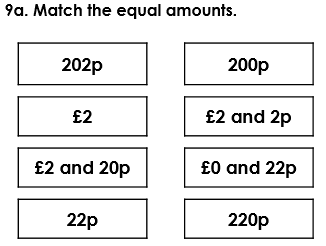 9a. Match the equal amounts.
202p 200p
£2 £2 and 2p
£2 and 20p £0 and 22p
22p 220p